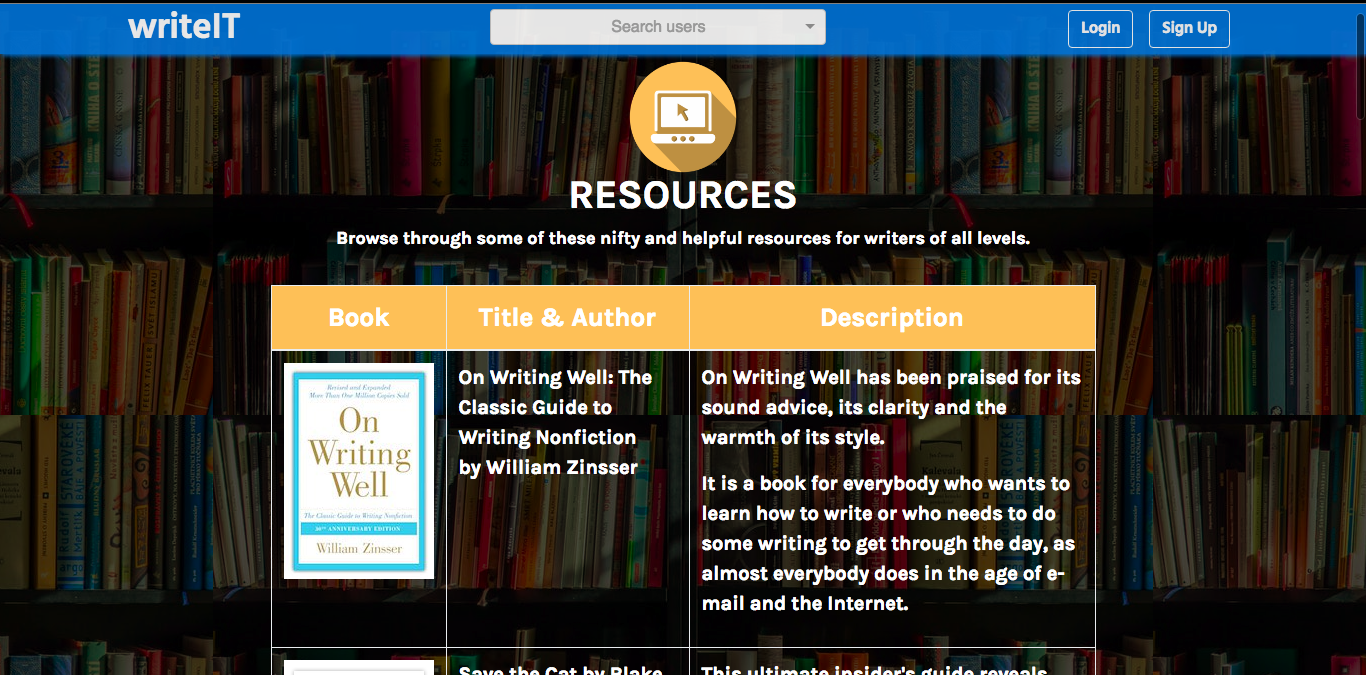 writeIT
Search users
Login
Sign Up
RESOURCES
Browse through some of these nifty and helpful resources for writers of all levels.
Book
Title & Author
Description
Revised and Expanded
More Than One Million Copies Sold
On
Writing
Well
The Classic Guide to Writing Nonfiction
30TH ANNIVERSARY EDITION
William Zinsser
On Writing Well: The
Classic Guide to
Writing Nonfiction
by William Zinsser
On Writing Well has been praised for its
sound advice, its clarity and the
warmth of its style.
It is a book for everybody who wants to
learn how to write or who needs to do
some writing to get through the day, as
almost everybody does in the age of e-
mail and the Internet.
Save the Cat by Blake
This ultimate insider's guide reveals